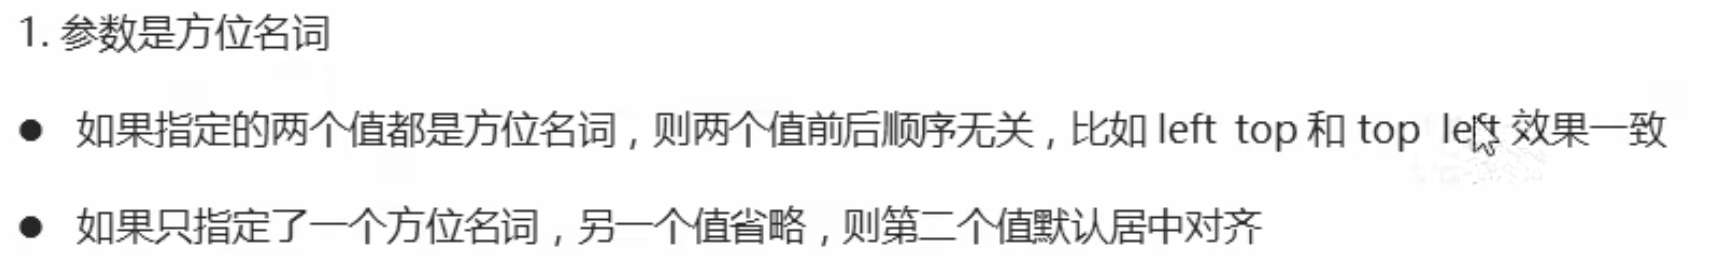 1. 参数是方位名词
● 如果指定的两个值都是方位名词，则两个值前后顺序无关，比如 left top 和 top left 效果一致
● 如果只指定了一个方位名词，另一个值省略，则第二个值默认居中对齐